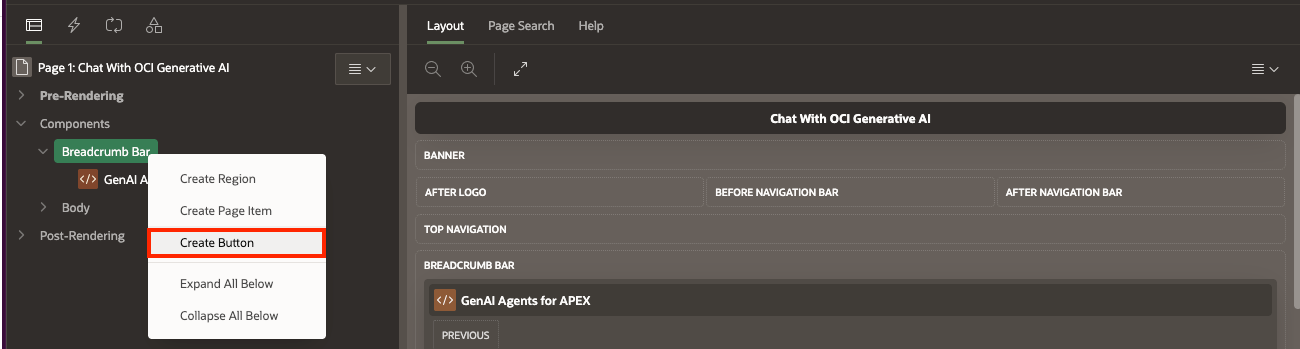 Layout
Page Search
Help
Page 1: Chat With OCI Generative AI
Pre-Rendering
Components
Breadcrumb Bar
GenAI A
Body
Post-Rendering
Create Region
Create Page Item
Create Button
Expand All Below
Collapse All Below
Chat With OCI Generative AI
BANNER
AFTER LOGO
BEFORE NAVIGATION BAR
AFTER NAVIGATION BAR
TOP NAVIGATION
BREADCRUMB BAR
GenAI Agents for APEX
PREVIOUS